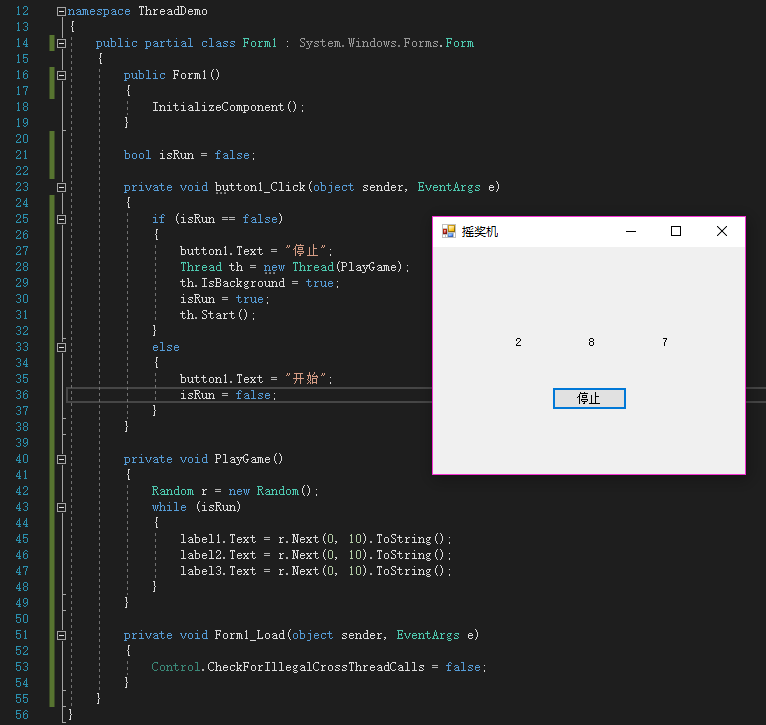 12 namespace ThreadDemo
13 {
14 public partial class Form1 : System.Windows.Forms.Form
15 {
16 public Form1()
17 {
18 InitializeComponent();
19 }
20
21 bool isRun = false;
22
23 private void button1_Click(object sender, EventArgs e)
24 {
25 if (isRun == false)
26 {
27 button1.Text = "停止";
28 Thread th = new Thread(PlayGame);
29 th.IsBackground = true;
30 isRun = true;
31 th.Start();
32 }
33 else
34 {
35 button1.Text = "开始";
36 isRun = false;
37 }
38 }
39
40 private void PlayGame()
41 {
42 Random r = new Random();
43 while (isRun)
44 {
45 label1.Text = r.Next(0, 10).ToString();
46 label2.Text = r.Next(0, 10).ToString();
47 label3.Text = r.Next(0, 10).ToString();
48 }
49 }
50
51 private void Form1_Load(object sender, EventArgs e)
52 {
53 Control.CheckForIllegalCrossThreadCalls = false;
54 }
55 }
56 }
摇奖机
2 8 7
停止